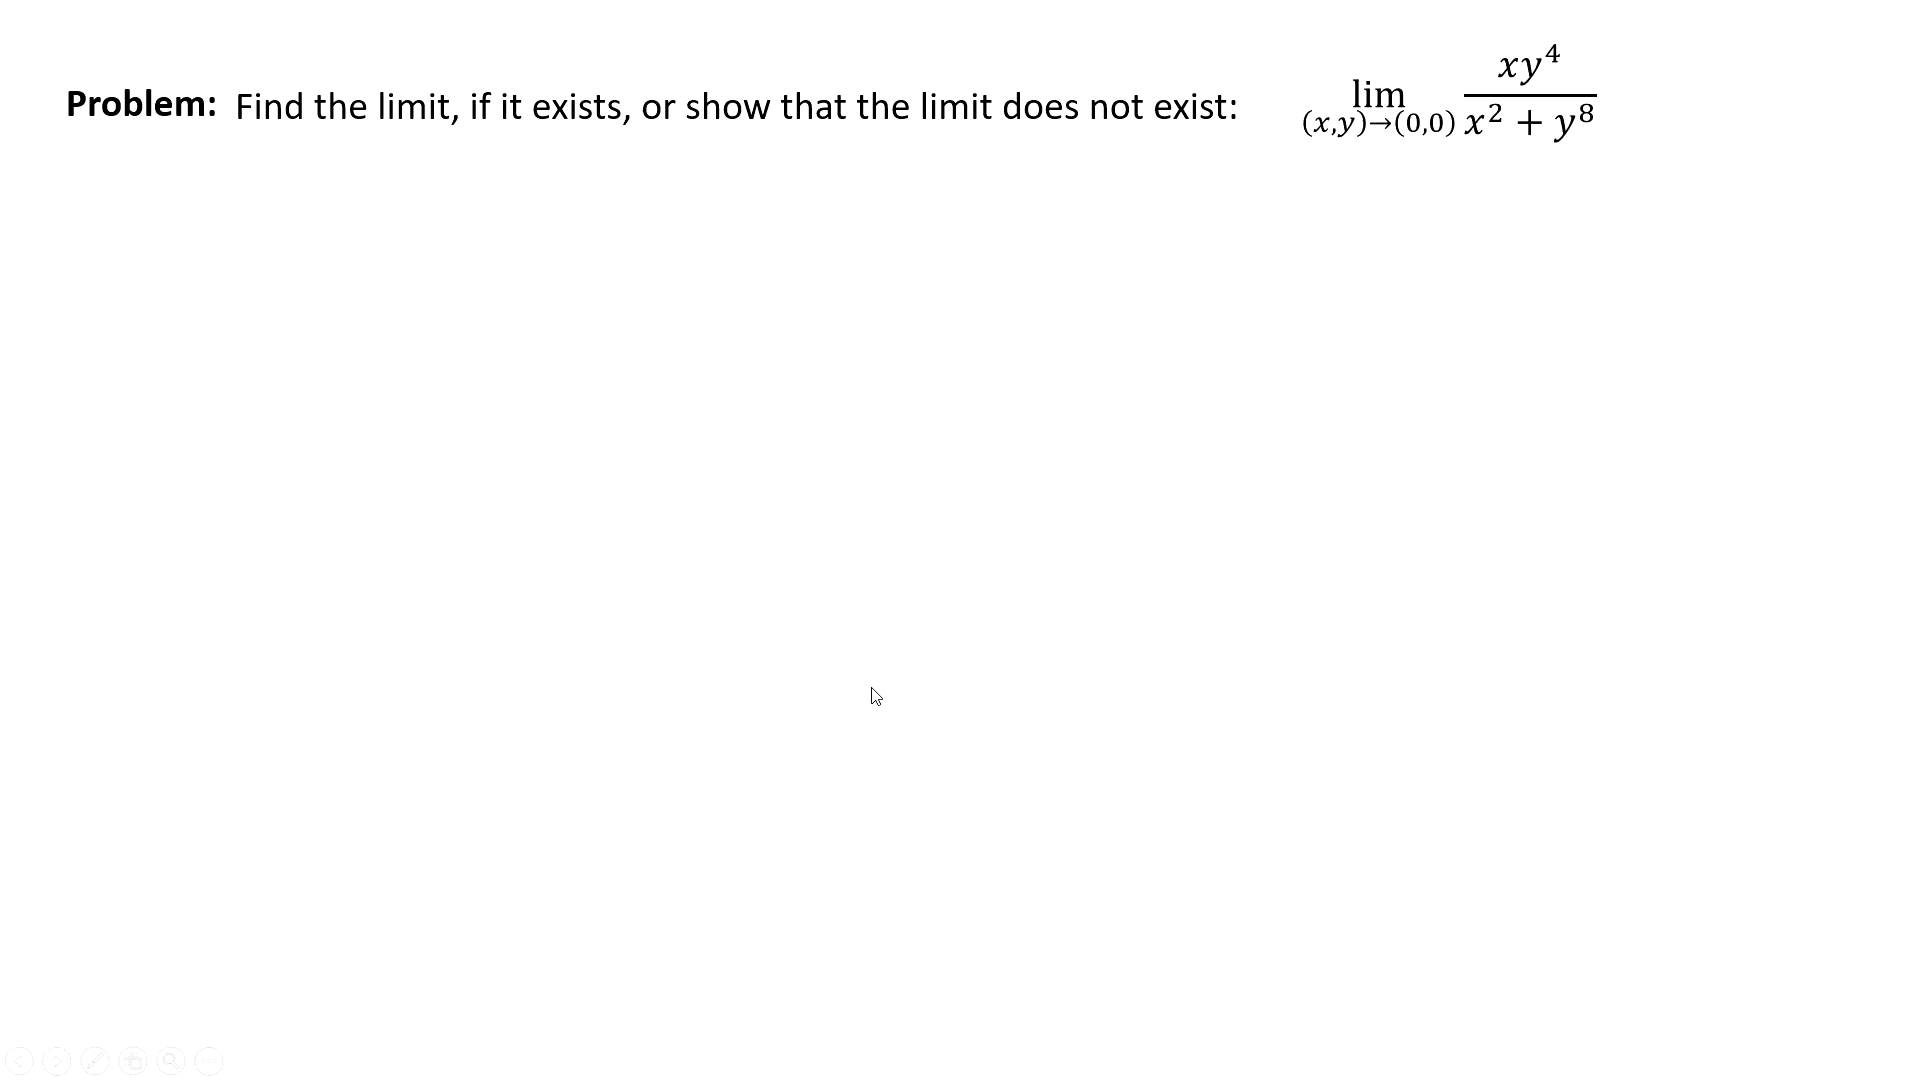 Problem: Find the limit, if it exists, or show that the limit does not exist: lim (x,y)→(0,0) xy⁴ / x² + y⁸